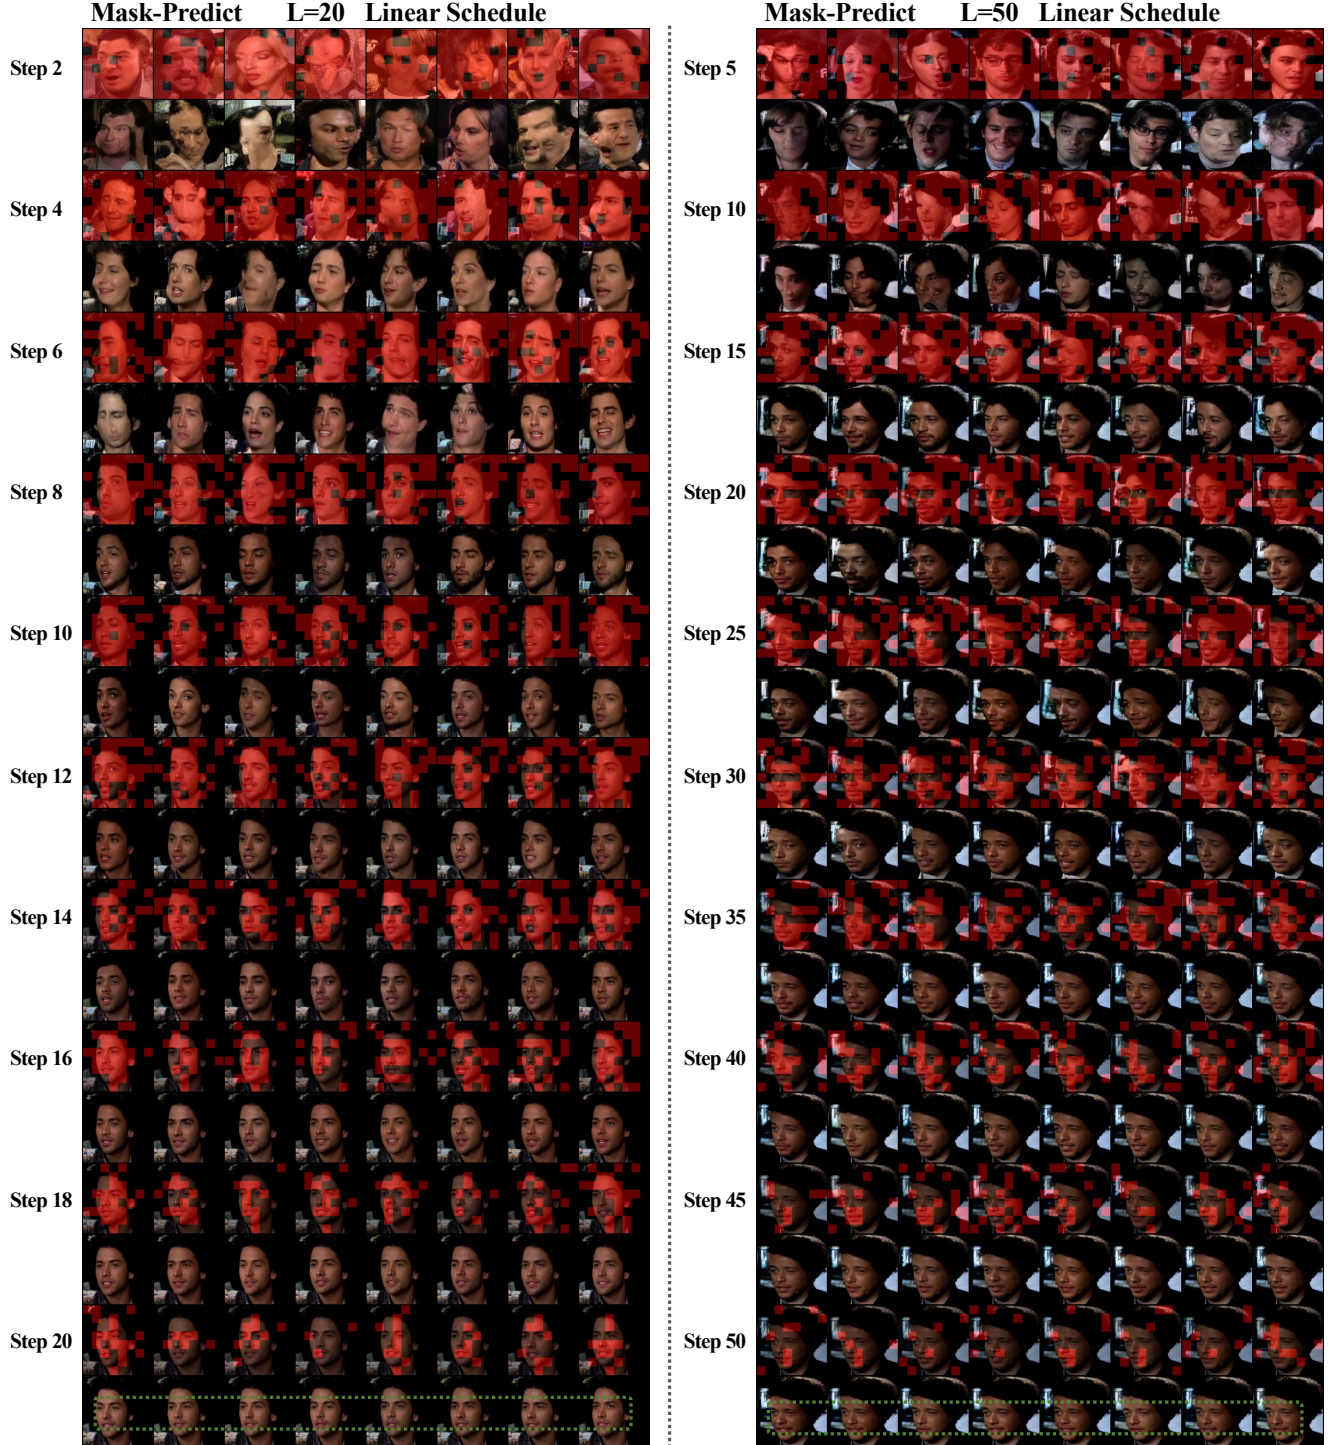 Mask-Predict L=20 Linear Schedule
Step 2
Step 4
Step 6
Step 8
Step 10
Step 12
Step 14
Step 16
Step 18
Step 20
Mask-Predict L=50 Linear Schedule
Step 5
Step 10
Step 15
Step 20
Step 25
Step 30
Step 35
Step 40
Step 45
Step 50